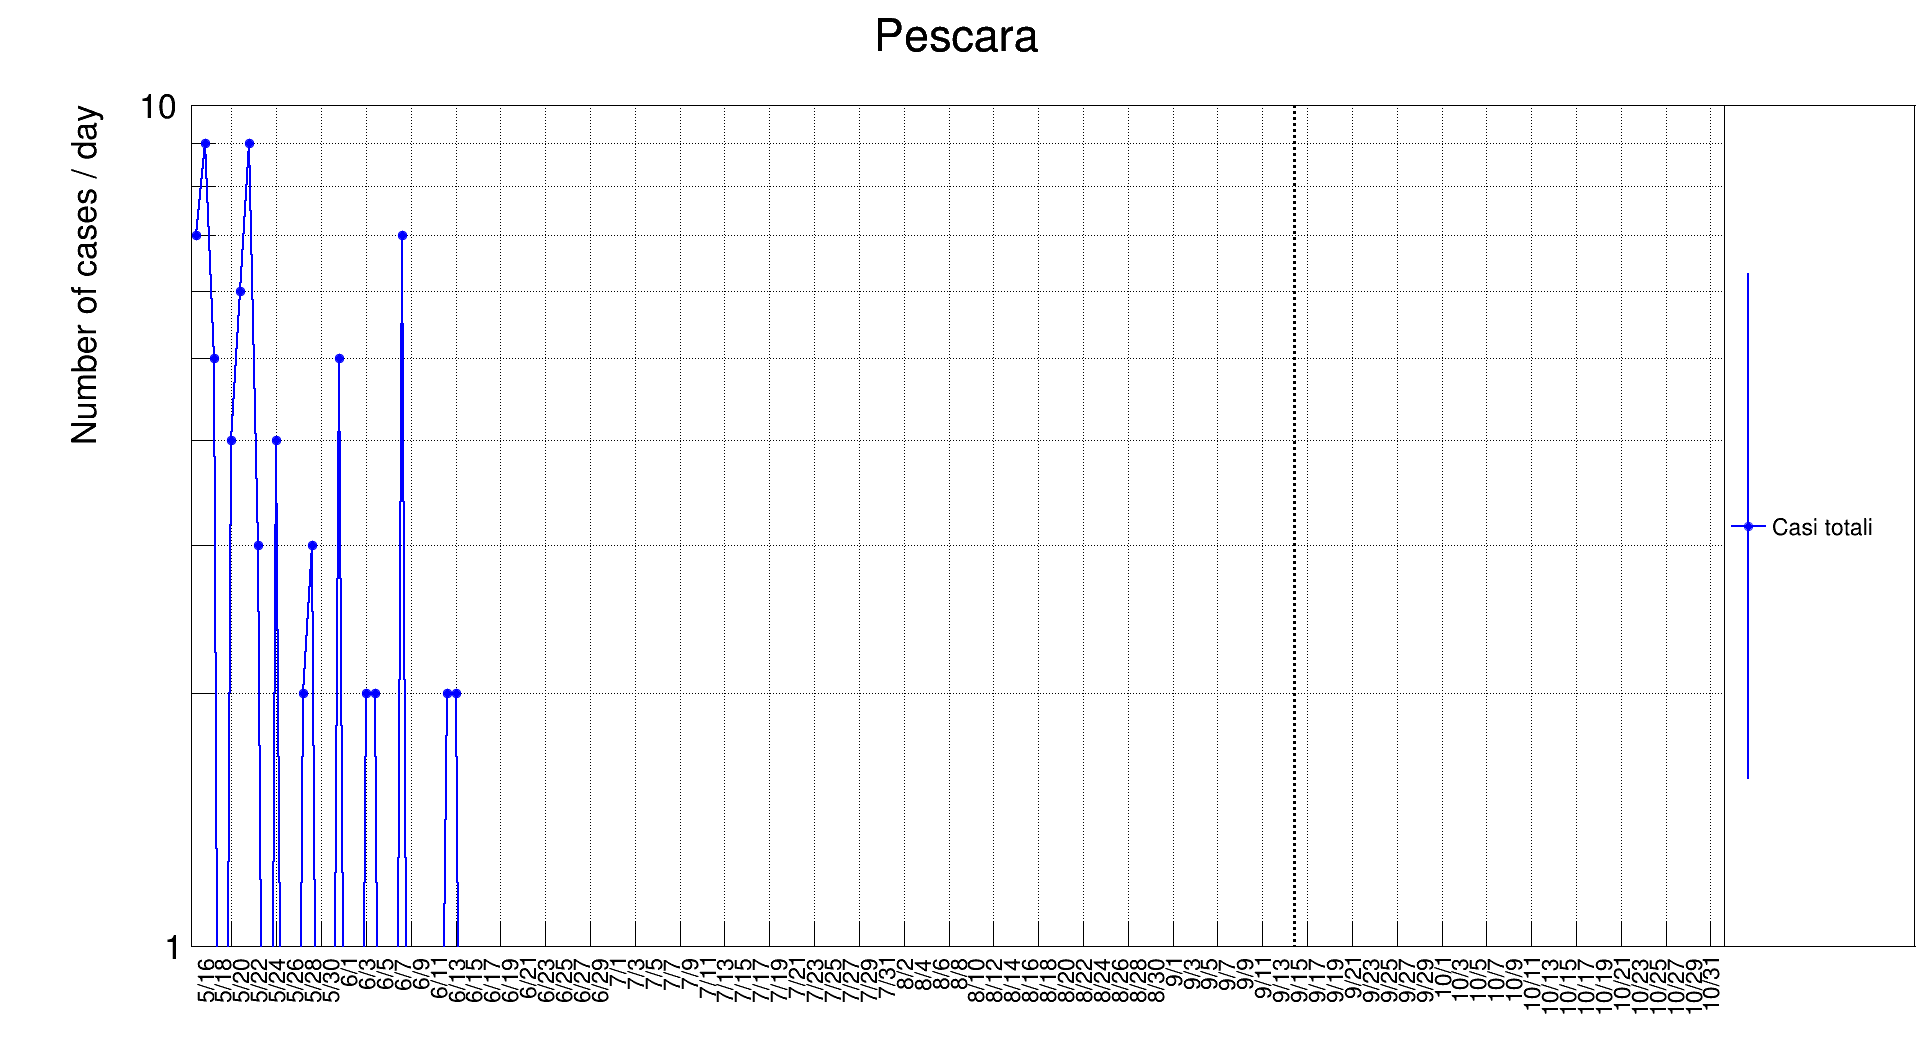 Pescara
Number of cases / day
10
1
5/16 5/18 5/20 5/22 5/24 5/26 5/28 5/30 6/1 6/3 6/5 6/7 6/9 6/11 6/13 6/15 6/17 6/19 6/21 6/23 6/25 6/27 6/29 7/1 7/3 7/5 7/7 7/9 7/11 7/13 7/15 7/17 7/19 7/21 7/23 7/25 7/27 7/29 7/31 8/2 8/4 8/6 8/8 8/10 8/12 8/14 8/16 8/18 8/20 8/22 8/24 8/26 8/28 8/30 9/1 9/3 9/5 9/7 9/9 9/11 9/13 9/15 9/17 9/19 9/21 9/23 9/25 9/27 9/29 10/1 10/3 10/5 10/7 10/9 10/11 10/13 10/15 10/17 10/19 10/21 10/23 10/25 10/27 10/29 10/31
Casi totali